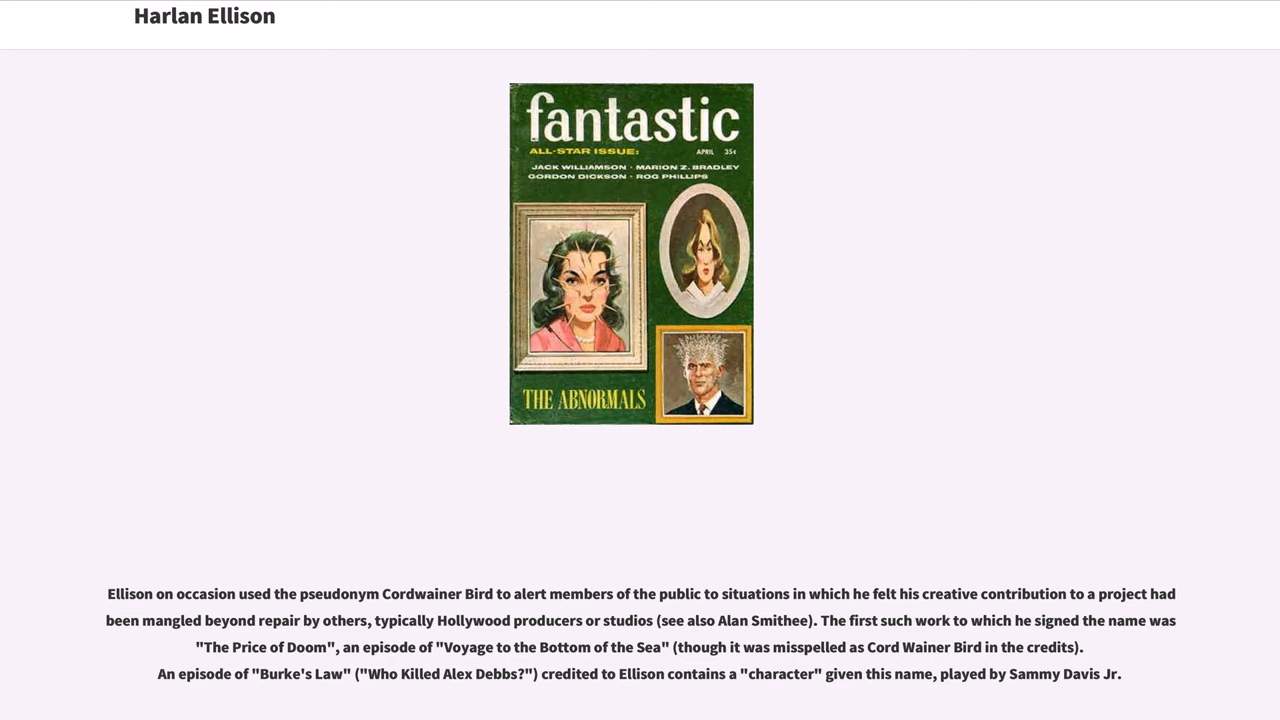 Harlan Ellison
fantastic
ALL-STAR ISSUE:
APRIL 35¢
JACK WILLIAMSON · MARION Z. BRADLEY
GORDON DICKSON · ROG PHILLIPS
THE ABNORMALS
Ellison on occasion used the pseudonym Cordwainer Bird to alert members of the public to situations in which he felt his creative contribution to a project had
been mangled beyond repair by others, typically Hollywood producers or studios (see also Alan Smithee). The first such work to which he signed the name was
"The Price of Doom", an episode of "Voyage to the Bottom of the Sea" (though it was misspelled as Cord Wainer Bird in the credits).
An episode of "Burke's Law" ("Who Killed Alex Debbs?") credited to Ellison contains a "character" given this name, played by Sammy Davis Jr.